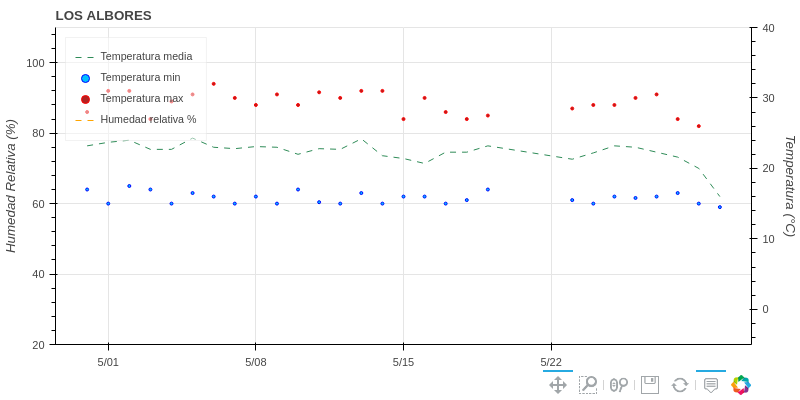 LOS ALBORES
Temperatura media
Temperatura min
Temperatura max
Humedad relativa %
Humedad Relativa (%)
100
80
60
40
20
40
30
20
10
0
Temperatura (°C)
5/01
5/08
5/15
5/22